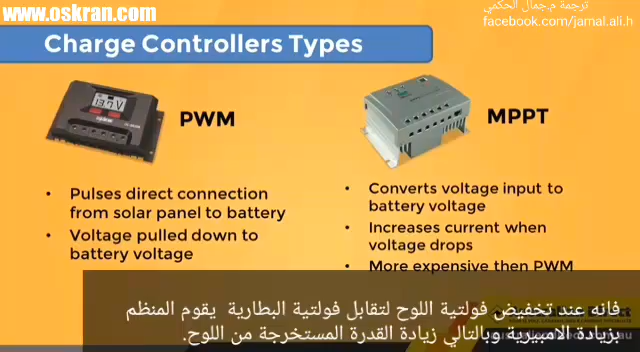 www.oskran.com
ترجمة م.جمال الحكمي
facebook.com/jamal.ali.h
Charge Controllers Types
13.7 V
PWM
• Pulses direct connection
from solar panel to battery
• Voltage pulled down to
battery voltage
MPPT
• Converts voltage input to
battery voltage
• Increases current when
voltage drops
• More expensive then PWM
فانه عند تخفيض فولتية اللوح لتقابل فولتية البطارية يقوم المنظم
بزيادة الامبيرية وبالتالي زيادة القدرة المستخرجة من اللوح.